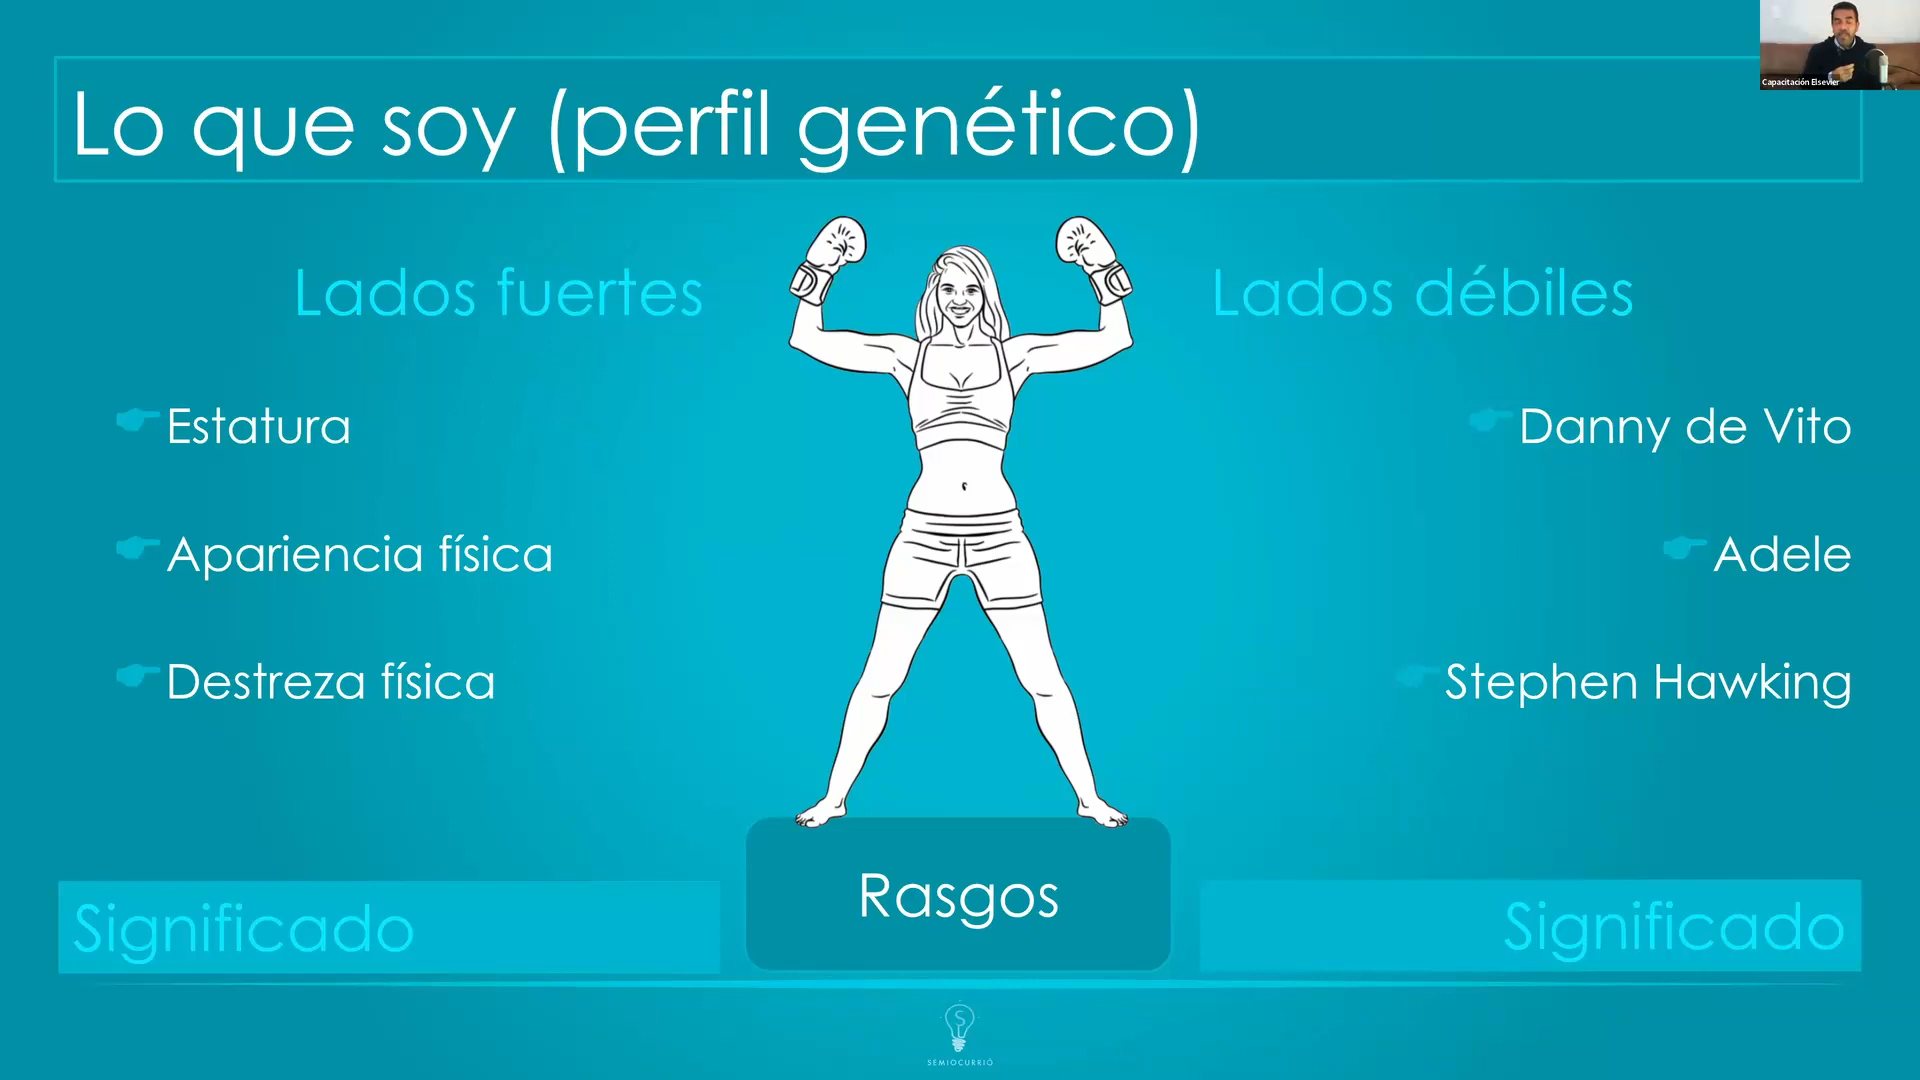 Capacitación Elsevier
Lo que soy (perfil genético)
Lados fuertes
Estatura
Apariencia física
Destreza física
Lados débiles
Danny de Vito
Adele
Stephen Hawking
Significado
Rasgos
Significado
S
SEMIOCURRIÓ